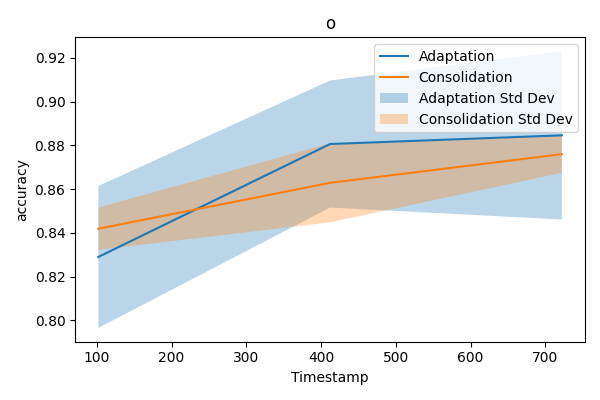 o
Adaptation
Consolidation
Adaptation Std Dev
Consolidation Std Dev
accuracy
0.92
0.90
0.88
0.86
0.84
0.82
0.80
100 200 300 400 500 600 700
Timestamp